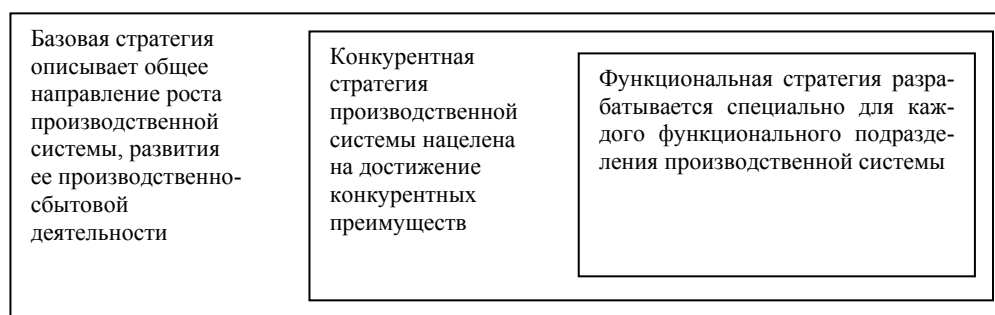 Базовая стратегия
описывает общее
направление роста
производственной
системы, развития
ее производственно-
сбытовой
деятельности
Конкурентная
стратегия
производственной
системы нацелена
на достижение
конкурентных
преимуществ
Функциональная стратегия разра-
батывается специально для каж-
дого функционального подразде-
ления производственной системы